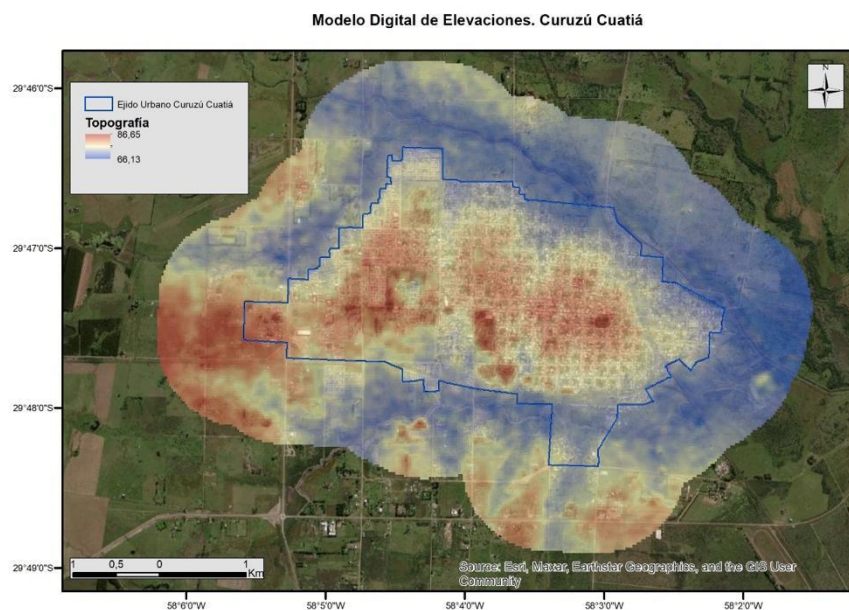 Modelo Digital de Elevaciones. Curuzú Cuatiá
29°46'0"S
29°47'0"S
29°48'0"S
29°49'0"S
Ejido Urbano Curuzú Cuatiá
Topografía
86,65
66,13
N
1 0,5 0 1
Km
Source: Esri, Maxar, Earthstar Geographics, and the GIS User
Community
58°6'0"W 58°5'0"W 58°4'0"W 58°3'0"W 58°2'0"W